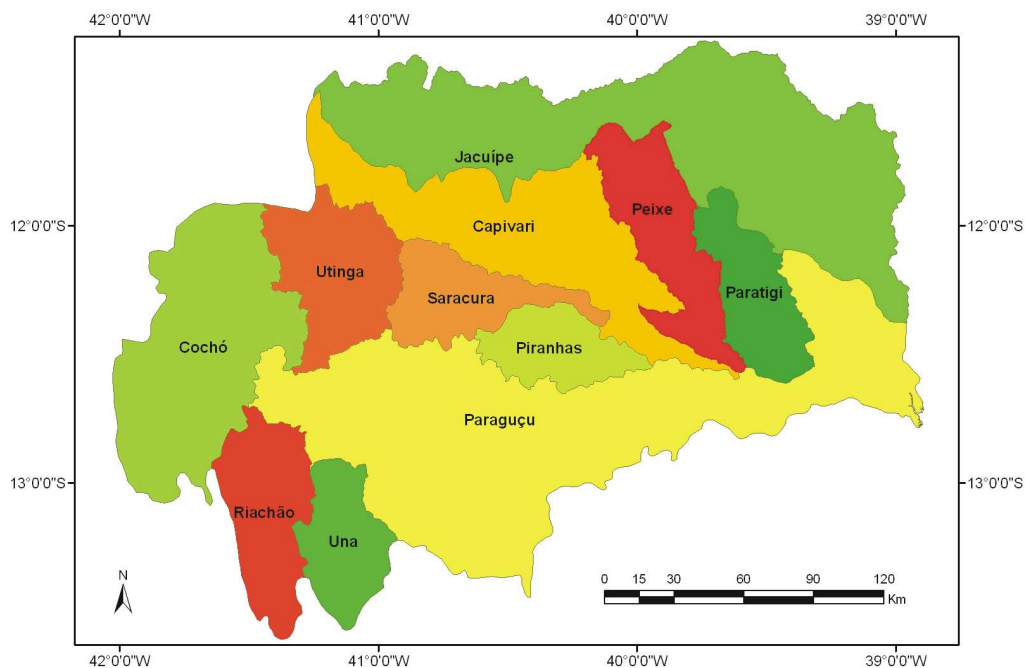 42°0'0"W 41°0'0"W 40°0'0"W 39°0'0"W
Jacuípe
12°0'0"S 12°0'0"S
Capivari
Peixe
Utinga
Saracura
Paratigi
Cochó
Piranhas
Paraguçu
13°0'0"S 13°0'0"S
Riachão
Una
N
0 15 30 60 90 120
Km
42°0'0"W 41°0'0"W 40°0'0"W 39°0'0"W